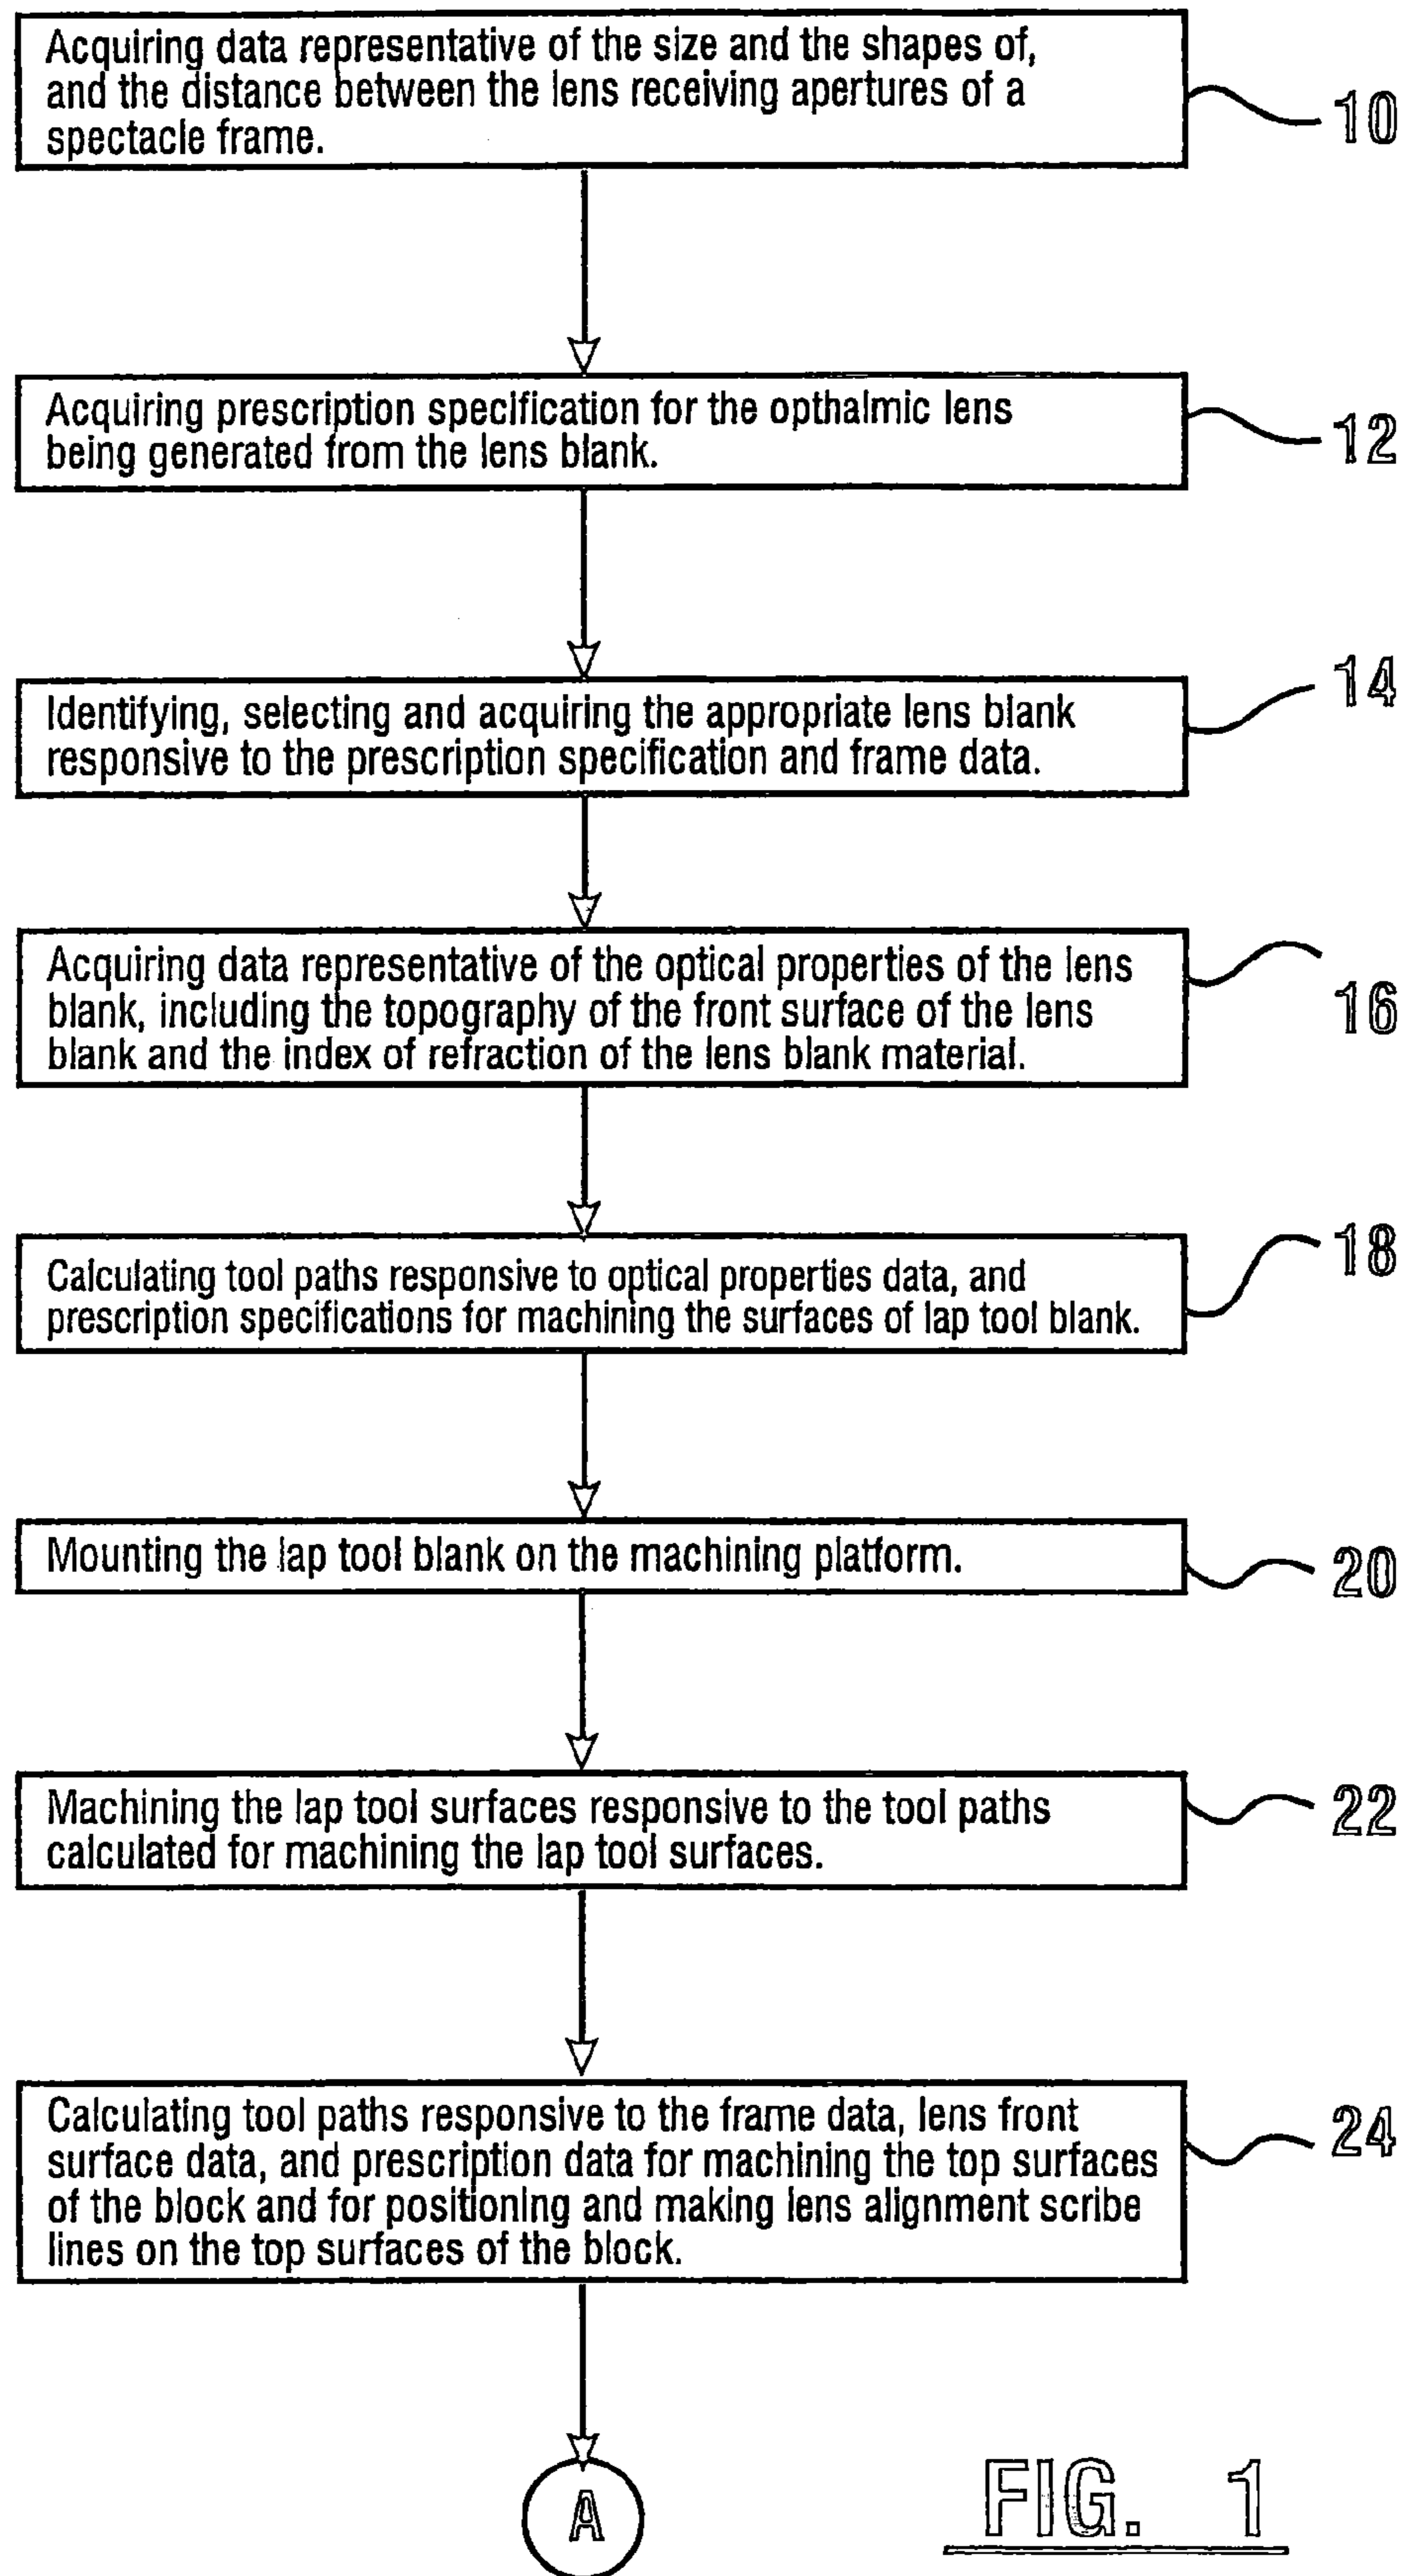 Acquiring data representative of the size and the shapes of,
and the distance between the lens receiving apertures of a
spectacle frame.
10
Acquiring prescription specification for the opthalmic lens
being generated from the lens blank.
12
Identifying, selecting and acquiring the appropriate lens blank
responsive to the prescription specification and frame data.
14
Acquiring data representative of the optical properties of the lens
blank, including the topography of the front surface of the lens
blank and the index of refraction of the lens blank material.
16
Calculating tool paths responsive to optical properties data, and
prescription specifications for machining the surfaces of lap tool blank.
18
Mounting the lap tool blank on the machining platform.
20
Machining the lap tool surfaces responsive to the tool paths
calculated for machining the lap tool surfaces.
22
Calculating tool paths responsive to the frame data, lens front
surface data, and prescription data for machining the top surfaces
of the block and for positioning and making lens alignment scribe
lines on the top surfaces of the block.
24
A
FIG. 1